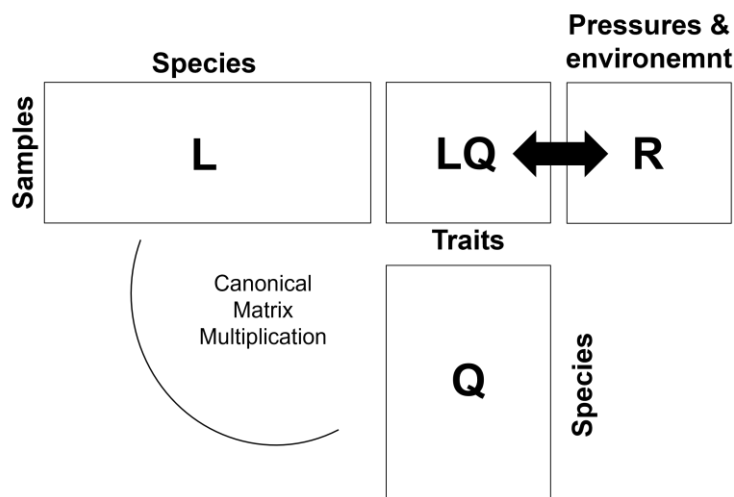 Pressures &
environemnt
Species
Samples
L
LQ
R
Traits
Canonical
Matrix
Multiplication
Q
Species